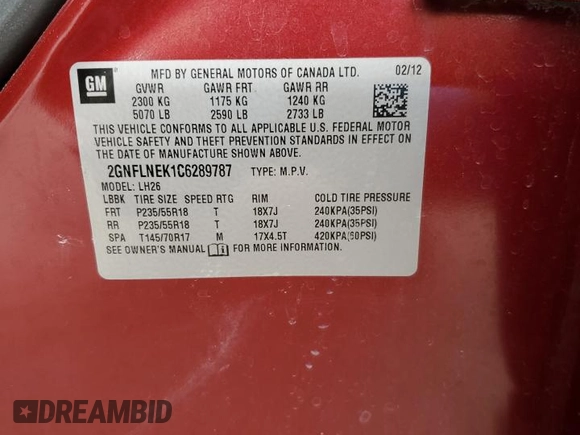 GM
MFD BY GENERAL MOTORS OF CANADA LTD. 02/12
GVWR GAWR FRT GAWR RR
2300 KG 1175 KG 1240 KG
5070 LB 2590 LB 2733 LB
THIS VEHICLE CONFORMS TO ALL APPLICABLE U.S. FEDERAL MOTOR
VEHICLE SAFETY AND THEFT PREVENTION STANDARDS IN EFFECT ON
THE DATE OF MANUFACTURE SHOWN ABOVE.
2GNFLNEK1C6289787 TYPE: M.P.V.
MODEL: LH26
LBBK TIRE SIZE SPEED RTG RIM COLD TIRE PRESSURE
FRT P235/55R18 T 18X7J 240KPA(35PSI)
RR P235/55R18 T 18X7J 240KPA(35PSI)
SPA T145/70R17 M 17X4.5T 420KPA(60PSI)
SEE OWNER'S MANUAL FOR MORE INFORMATION
DREAMBID